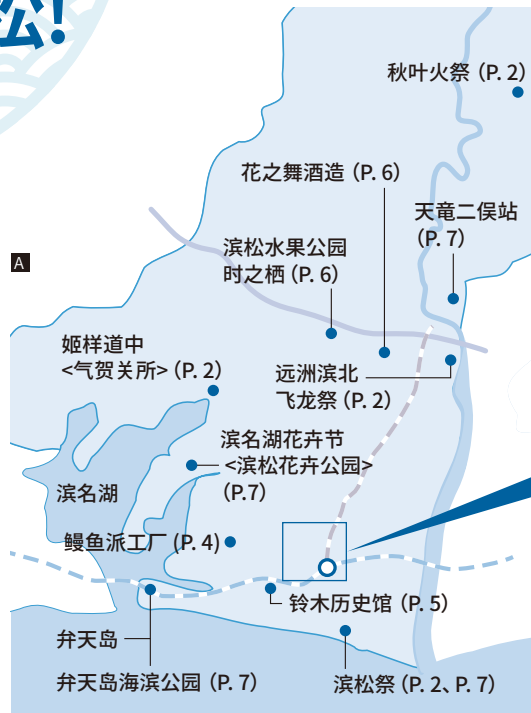 松!
秋叶火祭 (P. 2)
花之舞酒造 (P. 6)
天竜二俣站
(P. 7)
A
滨松水果公园
时之栖 (P. 6)
姬样道中
<气贺关所> (P. 2)
远洲滨北
飞龙祭 (P. 2)
滨名湖花卉节
<滨松花卉公园>
(P.7)
滨名湖
鳗鱼派工厂 (P. 4)
铃木历史馆 (P. 5)
弁天岛
弁天岛海滨公园 (P. 7)
滨松祭 (P. 2、P. 7)